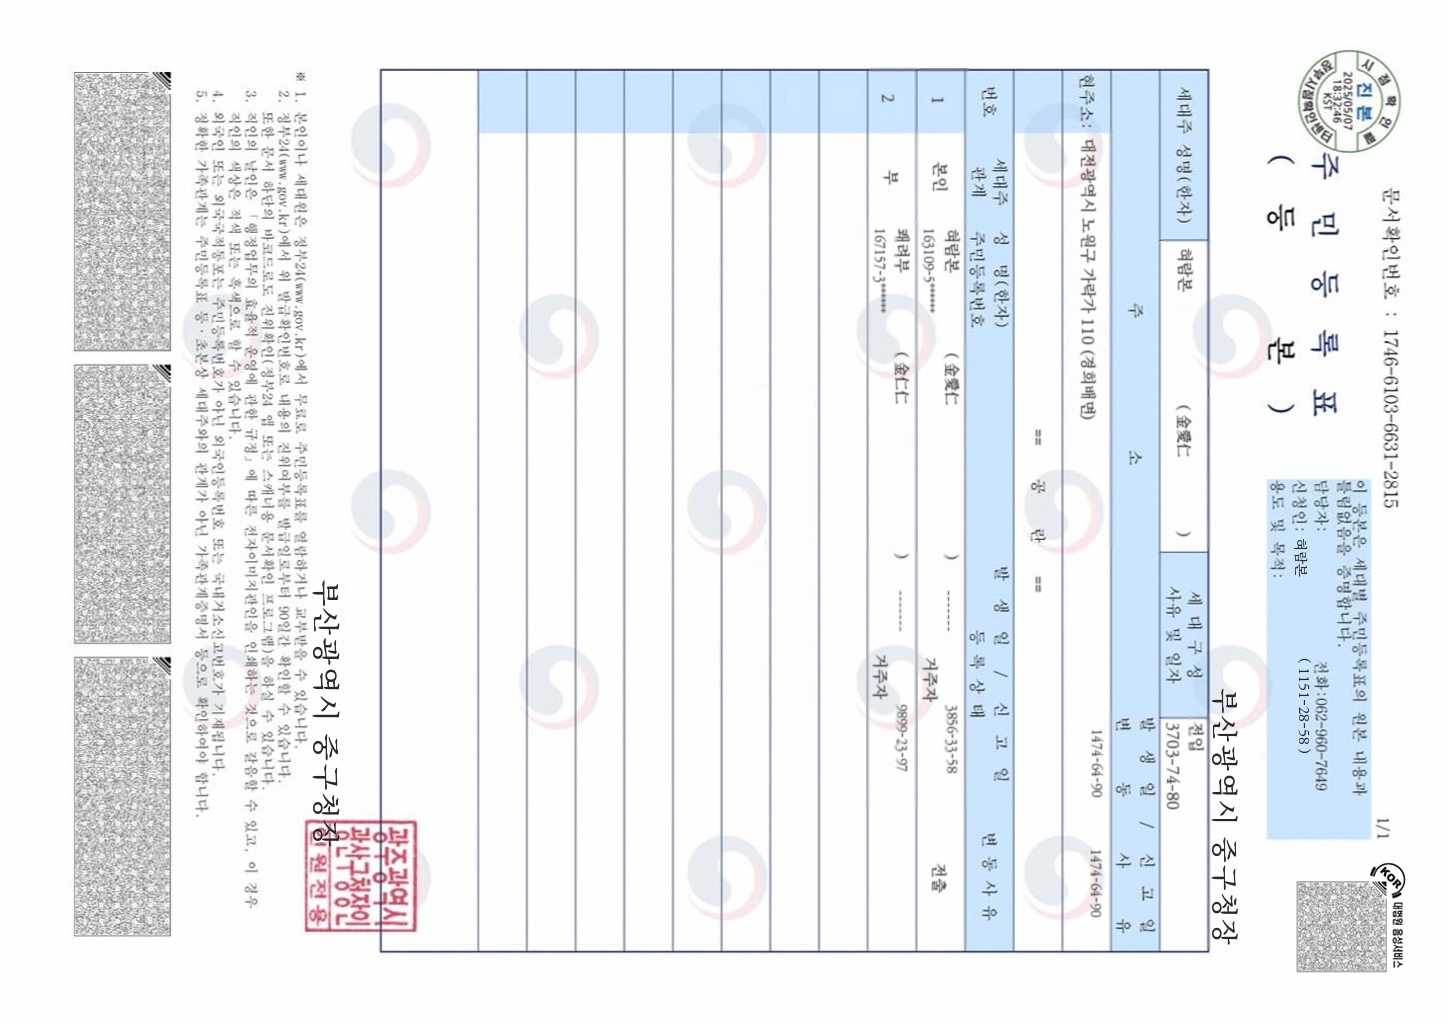 문서확인번호 : 1746-6103-6631-2815
1/1
시점확인필
진본
2025/05/07
18:32:46
KST
주 민 등 록 표
( 등 본 )
이 등본은 세대별 주민등록표의 원본 내용과
틀림없음을 증명합니다.
담당자: 전화:062-960-7649
신청인: 허람본 (1151-28-58)
용도 및 목적:
KOR
대법원 음성서비스
부산광역시 중구청장
세대주 성명(한자) 허람본 (金愛仁 ) 세 대 구 성 사유 및 일자 전입
3703-74-80
주 소 발 생 일 / 신 고 일
변 동 사 유
현주소: 대전광역시 노원구 가락가 110 (경희배면) 1474-64-90 1474-64-90
== 공 란 ==
번호 세대주 관계 성 명(한자) 주민등록번호 발 생 일 / 신 고 일 등 록 상 태 변 동 사 유
1 본인 허람본 (金愛仁 ) ------- 3856-33-58
163109-5****** 거주자 전출
2 부 쾌려부 (金仁仁 ) ------- 9899-23-97
167157-3****** 거주자
부산광역시 중구청장
광주광역시
광산구청장인
민원전용
※ 1. 본인이나 세대원은 정부24(www.gov.kr)에서 무료로 주민등록표를 열람하거나 교부받을 수 있습니다.
2. 정부24(www.gov.kr)에서 위 발급확인번호로 내용의 진위여부를 발급일로부터 90일간 확인할 수 있습니다.
또한 문서 하단의 바코드로도 진위확인(정부24 앱 또는 스캐너용 문서확인 프로그램)을 하실 수 있습니다.
3. 직인의 날인은 「행정업무의 효율적 운영에 관한 규정」에 따른 전자이미지관인을 인쇄하는 것으로 갈음할 수 있고, 이 경우
직인의 색상은 적색 또는 흑색으로 할 수 있습니다.
4. 외국인 또는 외국국적동포는 주민등록번호가 아닌 외국인등록번호 또는 국내거소신고번호가 기재됩니다.
5. 정확한 가족관계는 주민등록표 등·초본상 세대주와의 관계가 아닌 가족관계증명서 등으로 확인하여야 합니다.